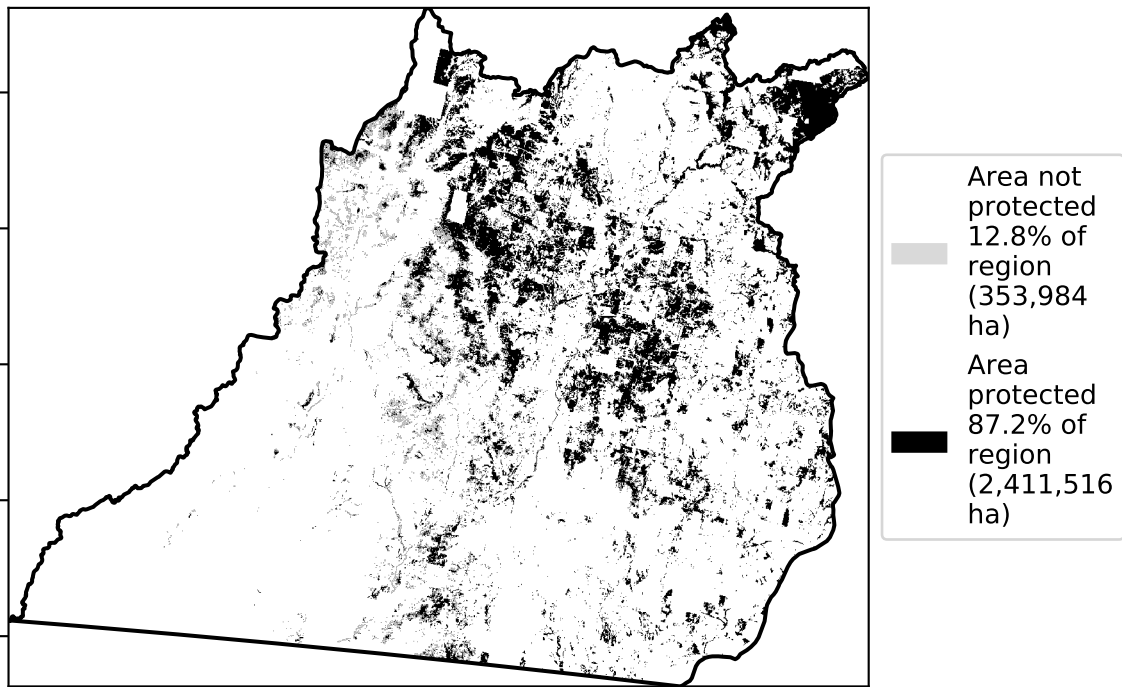 Area not
protected
12.8% of
region
(353,984
ha)
Area
protected
87.2% of
region
(2,411,516
ha)